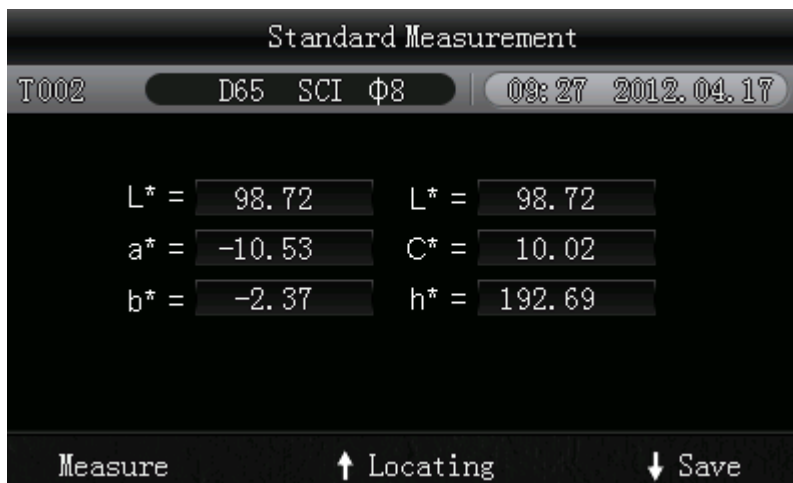 Standard Measurement
T002 D65 SCI Φ8 09:27 2012.04.17
L* = 98.72 L* = 98.72
a* = -10.53 C* = 10.02
b* = -2.37 h* = 192.69
Measure ↑ Locating ↓ Save